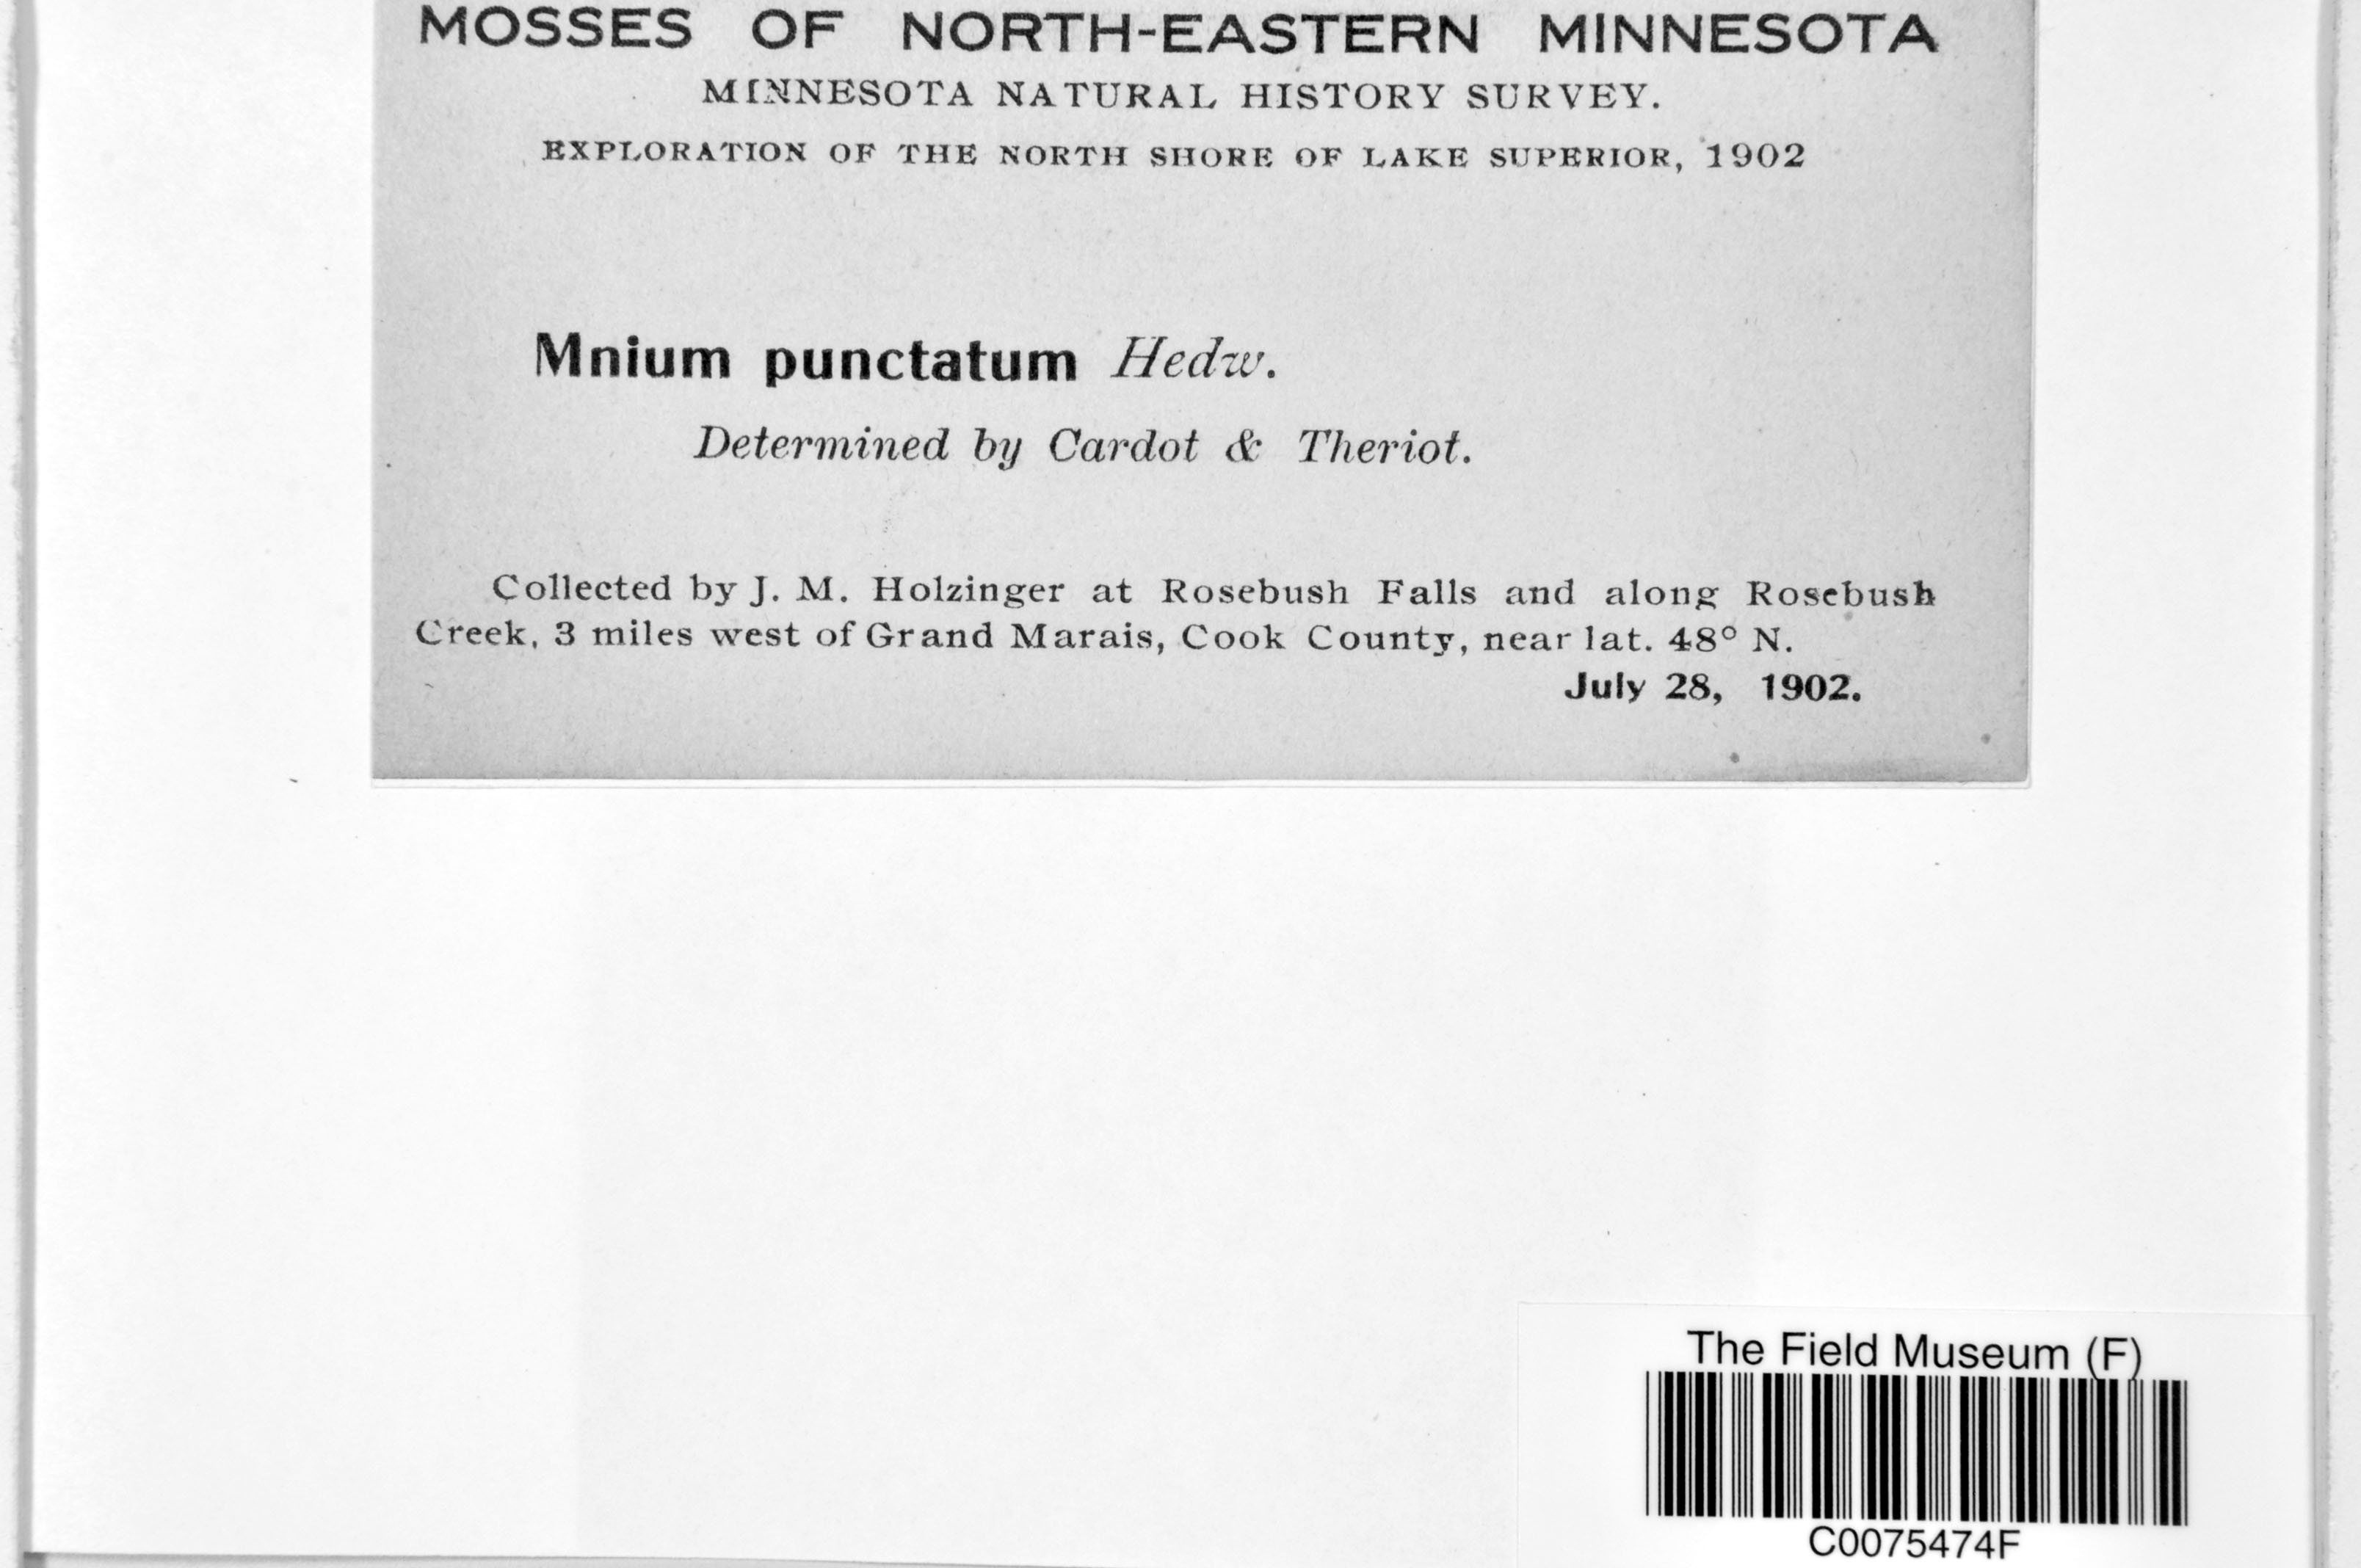 MOSSES OF NORTH-EASTERN MINNESOTA
MINNESOTA NATURAL HISTORY SURVEY.
EXPLORATION OF THE NORTH SHORE OF LAKE SUPERIOR, 1902
Mnium punctatum Hedw.
Determined by Cardot & Theriot.
Collected by J. M. Holzinger at Rosebush Falls and along Rosebush
Creek, 3 miles west of Grand Marais, Cook County, near lat. 48° N.
July 28, 1902.
The Field Museum (F)
C0075474F